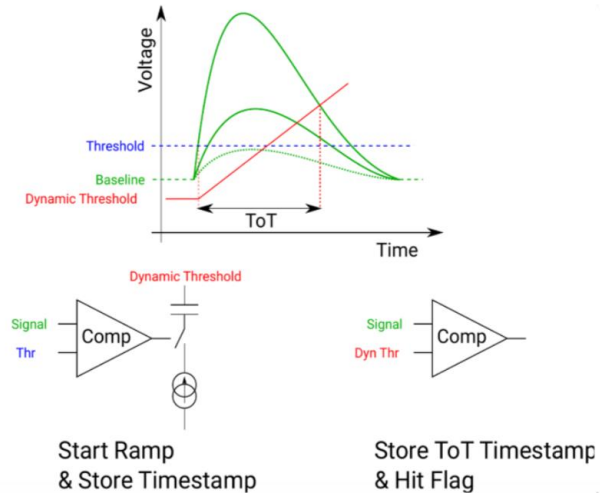 Voltage
Threshold
Baseline
Dynamic Threshold
ToT
Time
Dynamic Threshold
Signal
Thr
Comp
Signal
Dyn Thr
Comp
Start Ramp
& Store Timestamp
Store ToT Timestamp
& Hit Flag